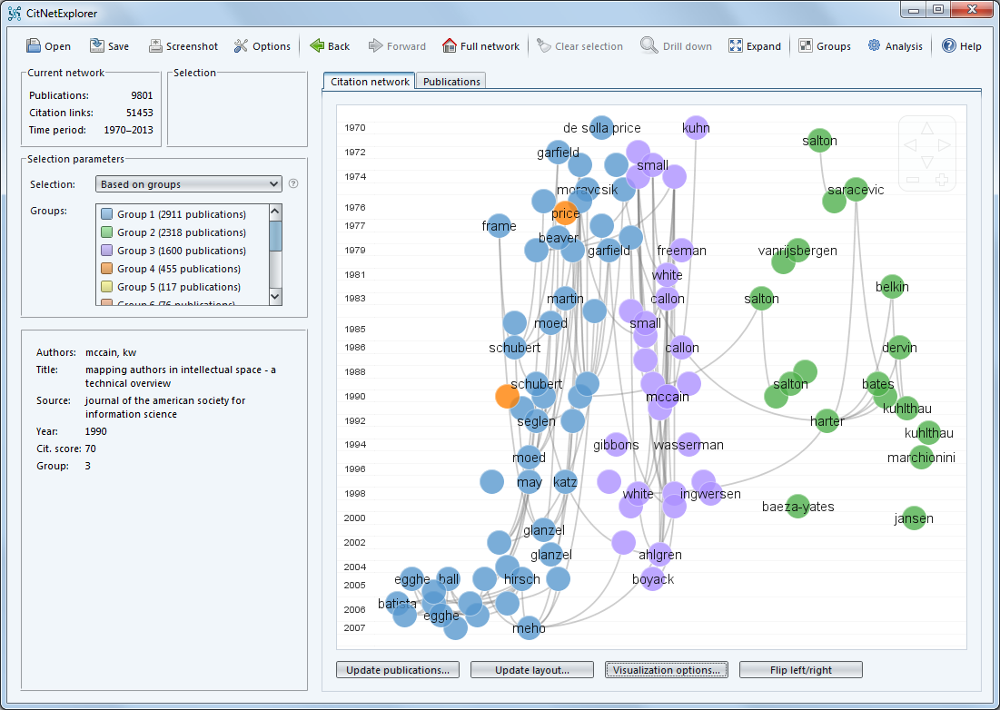 CitNetExplorer
Open Save Screenshot Options Back Forward Full network Clear selection Drill down Expand Groups Analysis Help
Current network
Publications: 9801
Citation links: 51453
Time period: 1970–2013
Selection
Selection parameters
Selection: Based on groups
Groups:
Group 1 (2911 publications)
Group 2 (2318 publications)
Group 3 (1600 publications)
Group 4 (455 publications)
Group 5 (117 publications)
Group 6 (76 publications)
Authors: mccain, kw
Title: mapping authors in intellectual space - a
technical overview
Source: journal of the american society for
information science
Year: 1990
Cit. score: 70
Group: 3
Citation network Publications
1970 de solla price kuhn
salton
1972 garfield
small
1974
moravcsik saracevic
1976
price
1977 frame
beaver
1979 garfield freeman vanrijsbergen
1981 white
belkin
1983 martin callon salton
1985 moed small
1986 schubert callon dervin
1988
schubert salton bates
1990 mccain
kuhlthau
1992 seglen harter
kuhlthau
1994 gibbons wasserman
moed marchionini
1996
may katz
1998 white ingwersen
baeza-yates
2000 jansen
glanzel
2002
glanzel ahlgren
2004
egghe ball hirsch boyack
2005
batista
2006 egghe
2007 meho
Update publications... Update layout... Visualization options... Flip left/right